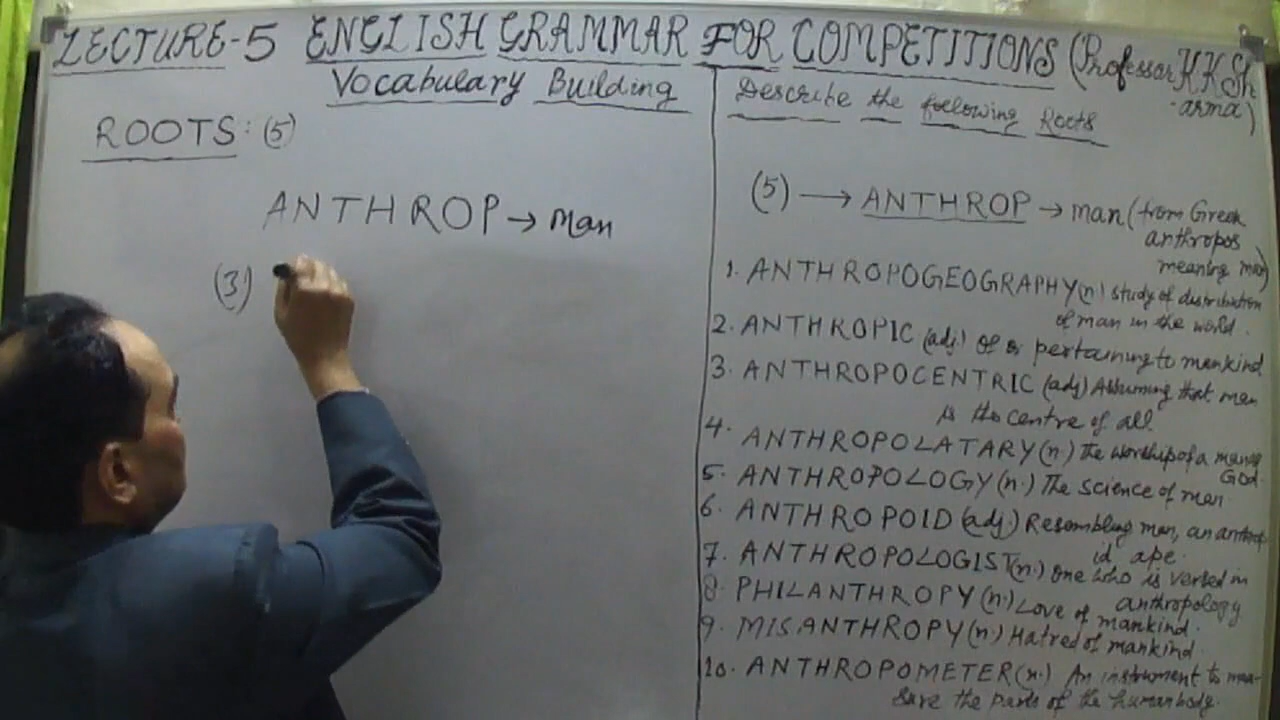 LECTURE-5 ENGLISH GRAMMAR FOR COMPETITIONS (Professor KKSh
arma)
Vocabulary Building
ROOTS: (5)
ANTHROP → Man
(3)
Describe the following Roots
(5) → ANTHROP → man (from Greek
anthropos
meaning man)
1. ANTHROPOGEOGRAPHY (n) study of distribution
of man in the world.
2. ANTHROPIC (adj.) Of or pertaining to mankind
3. ANTHROPOCENTRIC (adj) Assuming that man
is the centre of all.
4. ANTHROPOLATARY (n.) The worship of a man as
God.
5. ANTHROPOLOGY (n.) The science of man.
6. ANTHROPOID (adj.) Resembling man, an anthropo
id ape.
7. ANTHROPOLOGIST (n.) One who is versed in
anthropology
8. PHILANTHROPY (n.) Love of mankind.
9. MISANTHROPY (n) Hatred of mankind.
10. ANTHROPOMETER (n.) An instrument to mea-
sure the parts of the human body.